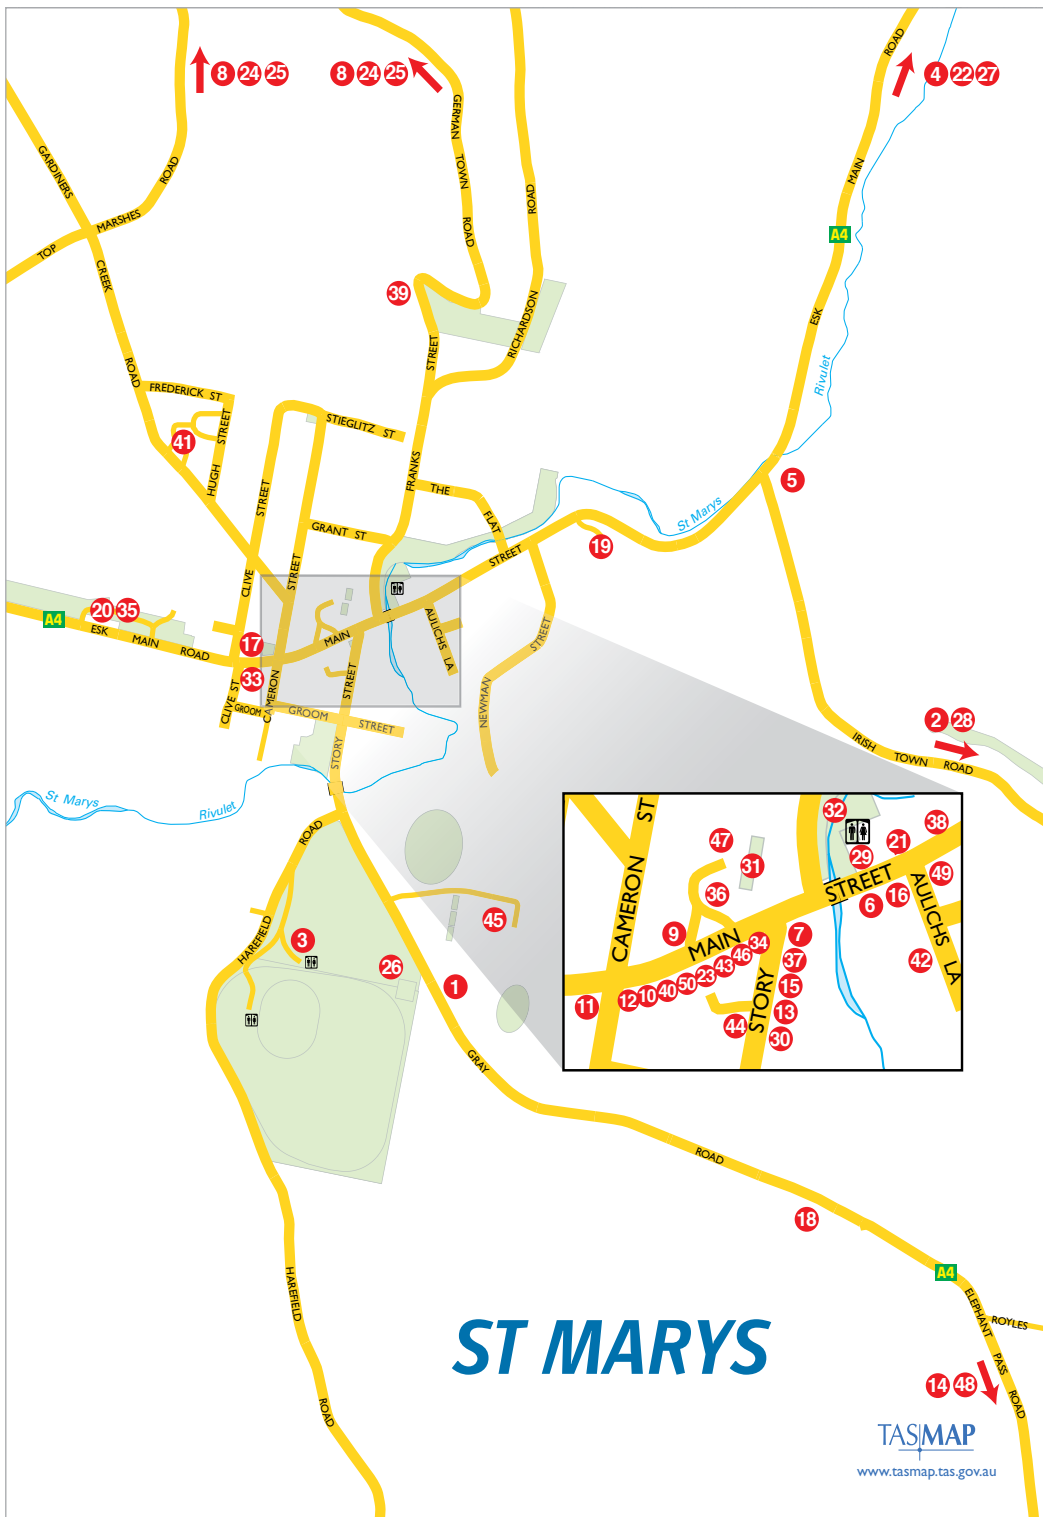 8 24 25
8 24 25
4 22 27
ROAD
GARDINERS
GERMAN TOWN ROAD
ROAD
MAIN
TOP MARSHES ROAD
A4
CREEK
39
ESK
RICHARDSON
STREET
ROAD
Rivulet
FREDERICK ST
HUGH STREET
STIEGLITZ ST
41
FRANKS
THE FLAT
5
CLIVE STREET
St Marys
GRANT ST
STREET
19
STREET
A4
20 35
ESK MAIN ROAD
17
MAIN
AULICHS LA
STREET
33
CLIVE ST
CAMERON
STREET
GROOM
GROOM STREET
NEWMAN
STORY
2 28
IRISH TOWN ROAD
St Marys Rivulet
ROAD
CAMERON ST
32
47
31
21
38
29
36
STREET
49
6 16
AULICHS LA
9
MAIN
34
7
46
43
37
23
50
40
10
12
11
15
STORY
13
44
30
42
45
HAREFIELD
3
26
1
GRAY
ROAD
18
A4
HAREFIELD
ELEPHANT PASS ROAD
ROYLES
ST MARYS
14 48
ROAD
TASMAP
www.tasmap.tas.gov.au